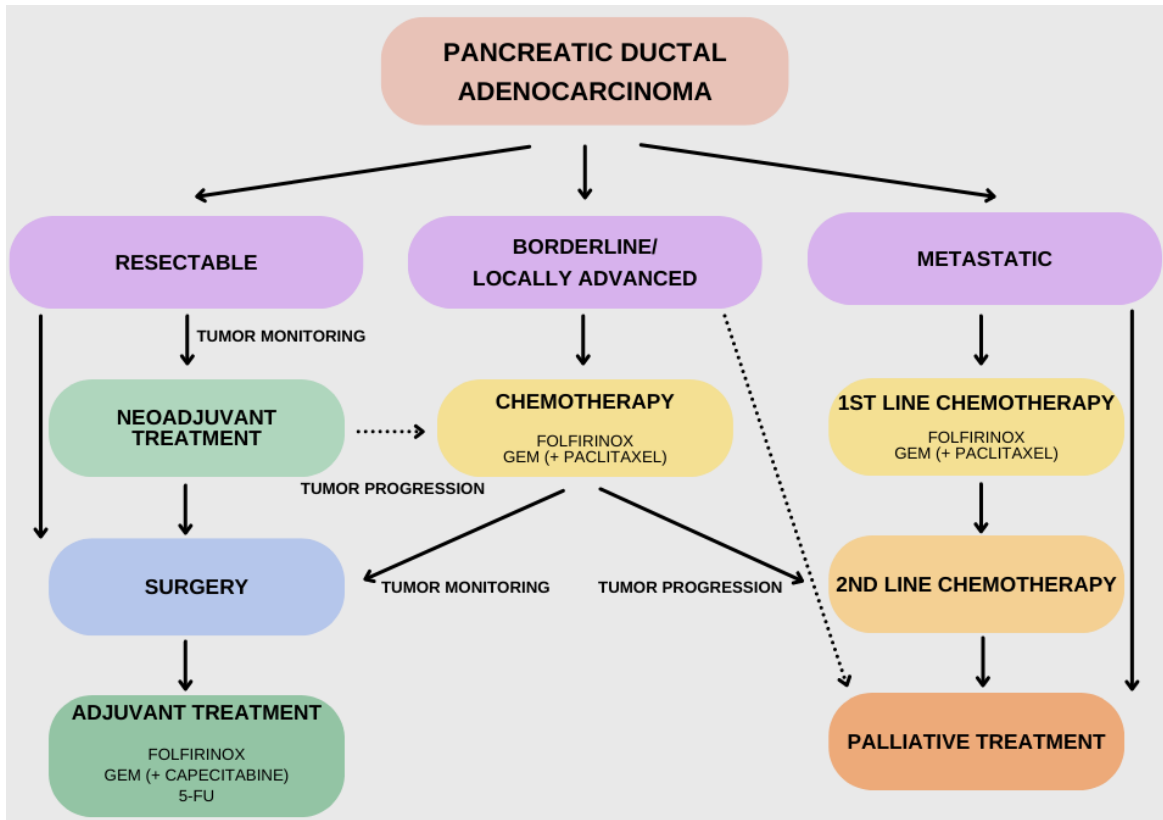 PANCREATIC DUCTAL
ADENOCARCINOMA
RESECTABLE
BORDERLINE/
LOCALLY ADVANCED
METASTATIC
TUMOR MONITORING
NEOADJUVANT
TREATMENT
CHEMOTHERAPY
FOLFIRINOX
GEM (+ PACLITAXEL)
1ST LINE CHEMOTHERAPY
FOLFIRINOX
GEM (+ PACLITAXEL)
TUMOR PROGRESSION
SURGERY
TUMOR MONITORING
TUMOR PROGRESSION
2ND LINE CHEMOTHERAPY
ADJUVANT TREATMENT
FOLFIRINOX
GEM (+ CAPECITABINE)
5-FU
PALLIATIVE TREATMENT